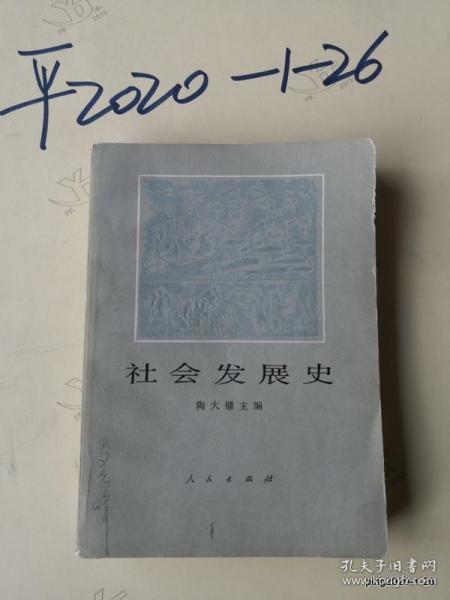 平2020-1-26
社会发展史
陶大镛主编
人民出版社
孔夫子旧书网